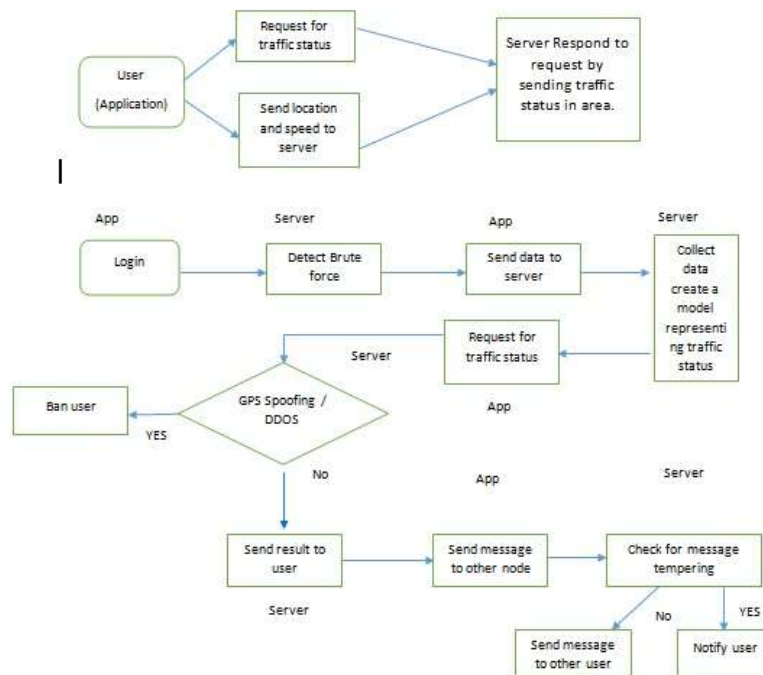 Request for
traffic status
User
(Application)
Send location
and speed to
server
Server Respond to
request by
sending traffic
status in area.
App
Server
App
Server
Login
Detect Brute
force
Send data to
server
Collect
data
create a
model
representi
ng traffic
status
Request for
traffic status
Server
App
GPS Spoofing /
DDOS
Ban user
YES
No
App
Server
Send result to
user
Send message
to other node
Check for message
tempering
Server
No
YES
Send message
to other user
Notify user